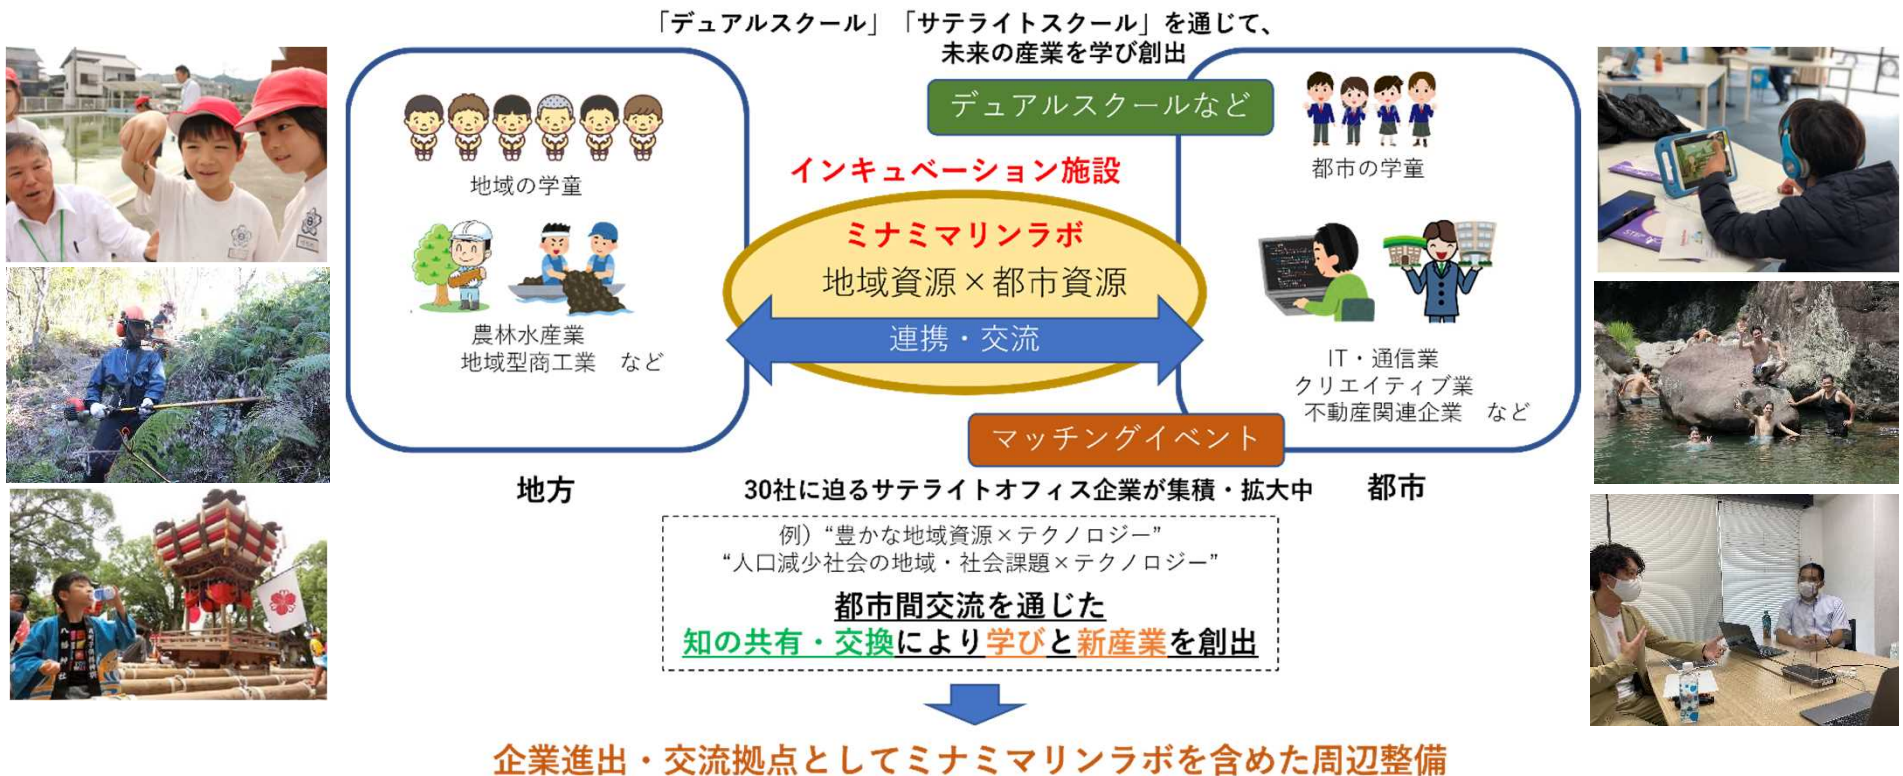 「デュアルスクール」「サテライトスクール」を通じて、
未来の産業を学び創出
デュアルスクールなど
地域の学童
都市の学童
インキュベーション施設
ミナミマリンラボ
地域資源×都市資源
連携・交流
農林水産業
地域型商工業　など
IT・通信業
クリエイティブ業
不動産関連企業　など
マッチングイベント
地方
都市
30社に迫るサテライトオフィス企業が集積・拡大中
例）“豊かな地域資源×テクノロジー”
“人口減少社会の地域・社会課題×テクノロジー”
都市間交流を通じた
知の共有・交換により学びと新産業を創出
企業進出・交流拠点としてミナミマリンラボを含めた周辺整備